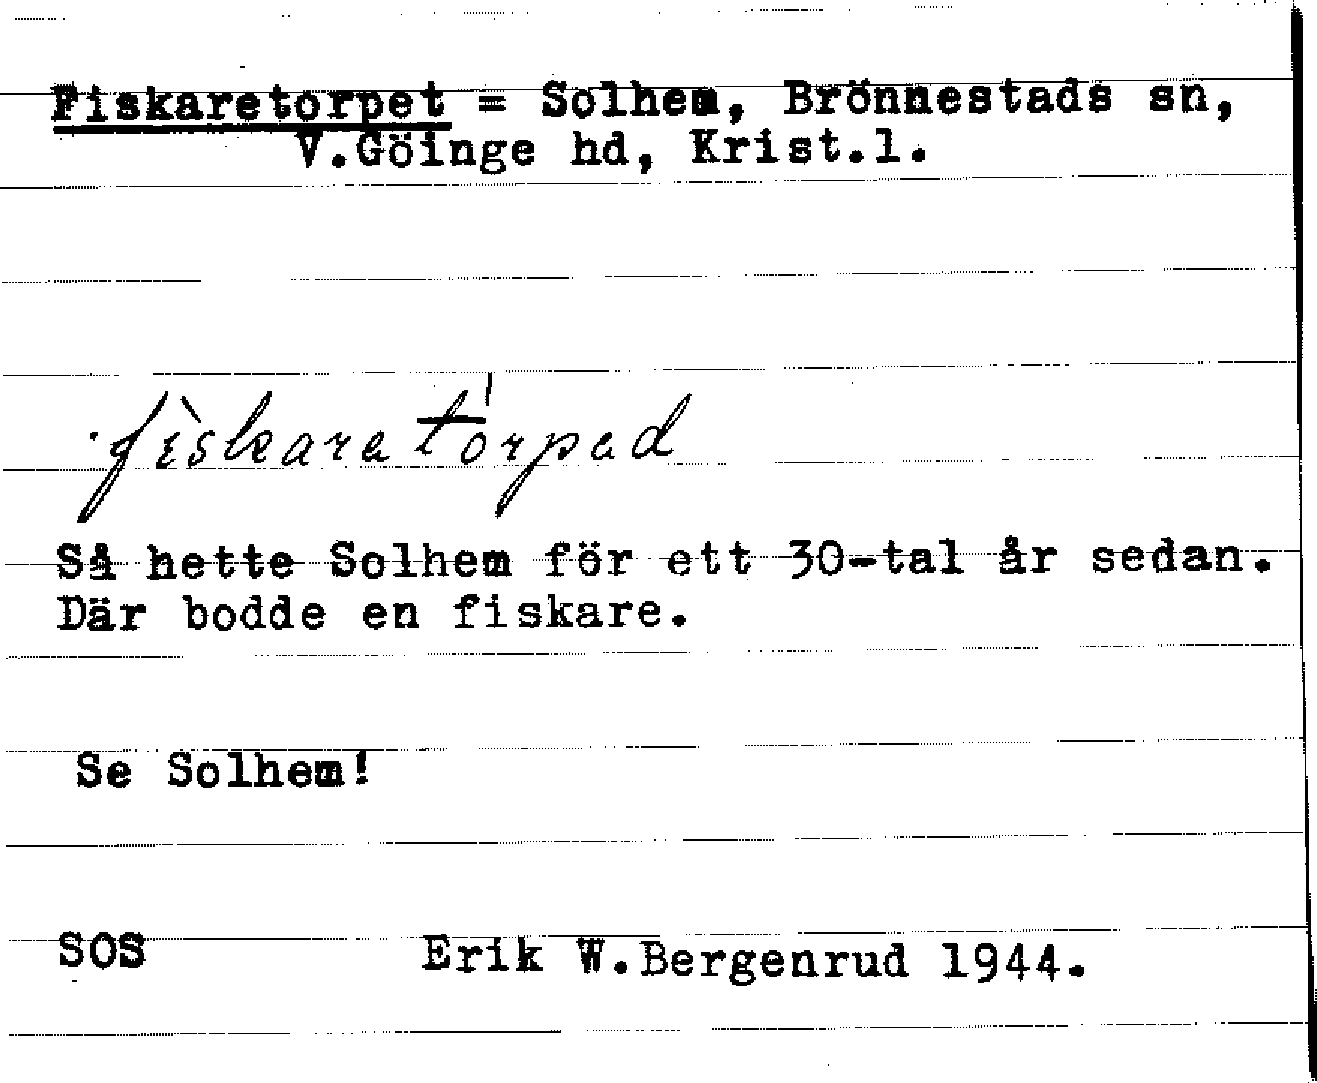 Fiskaretorpet = Solhem, Brönnestads sn,
V.Göinge hd, Krist.l.
fìskaretórpad
Så hette Solhem för ett 30-tal år sedan.
Där bodde en fiskare.
Se Solhem!
SOS Erik W.Bergenrud 1944.